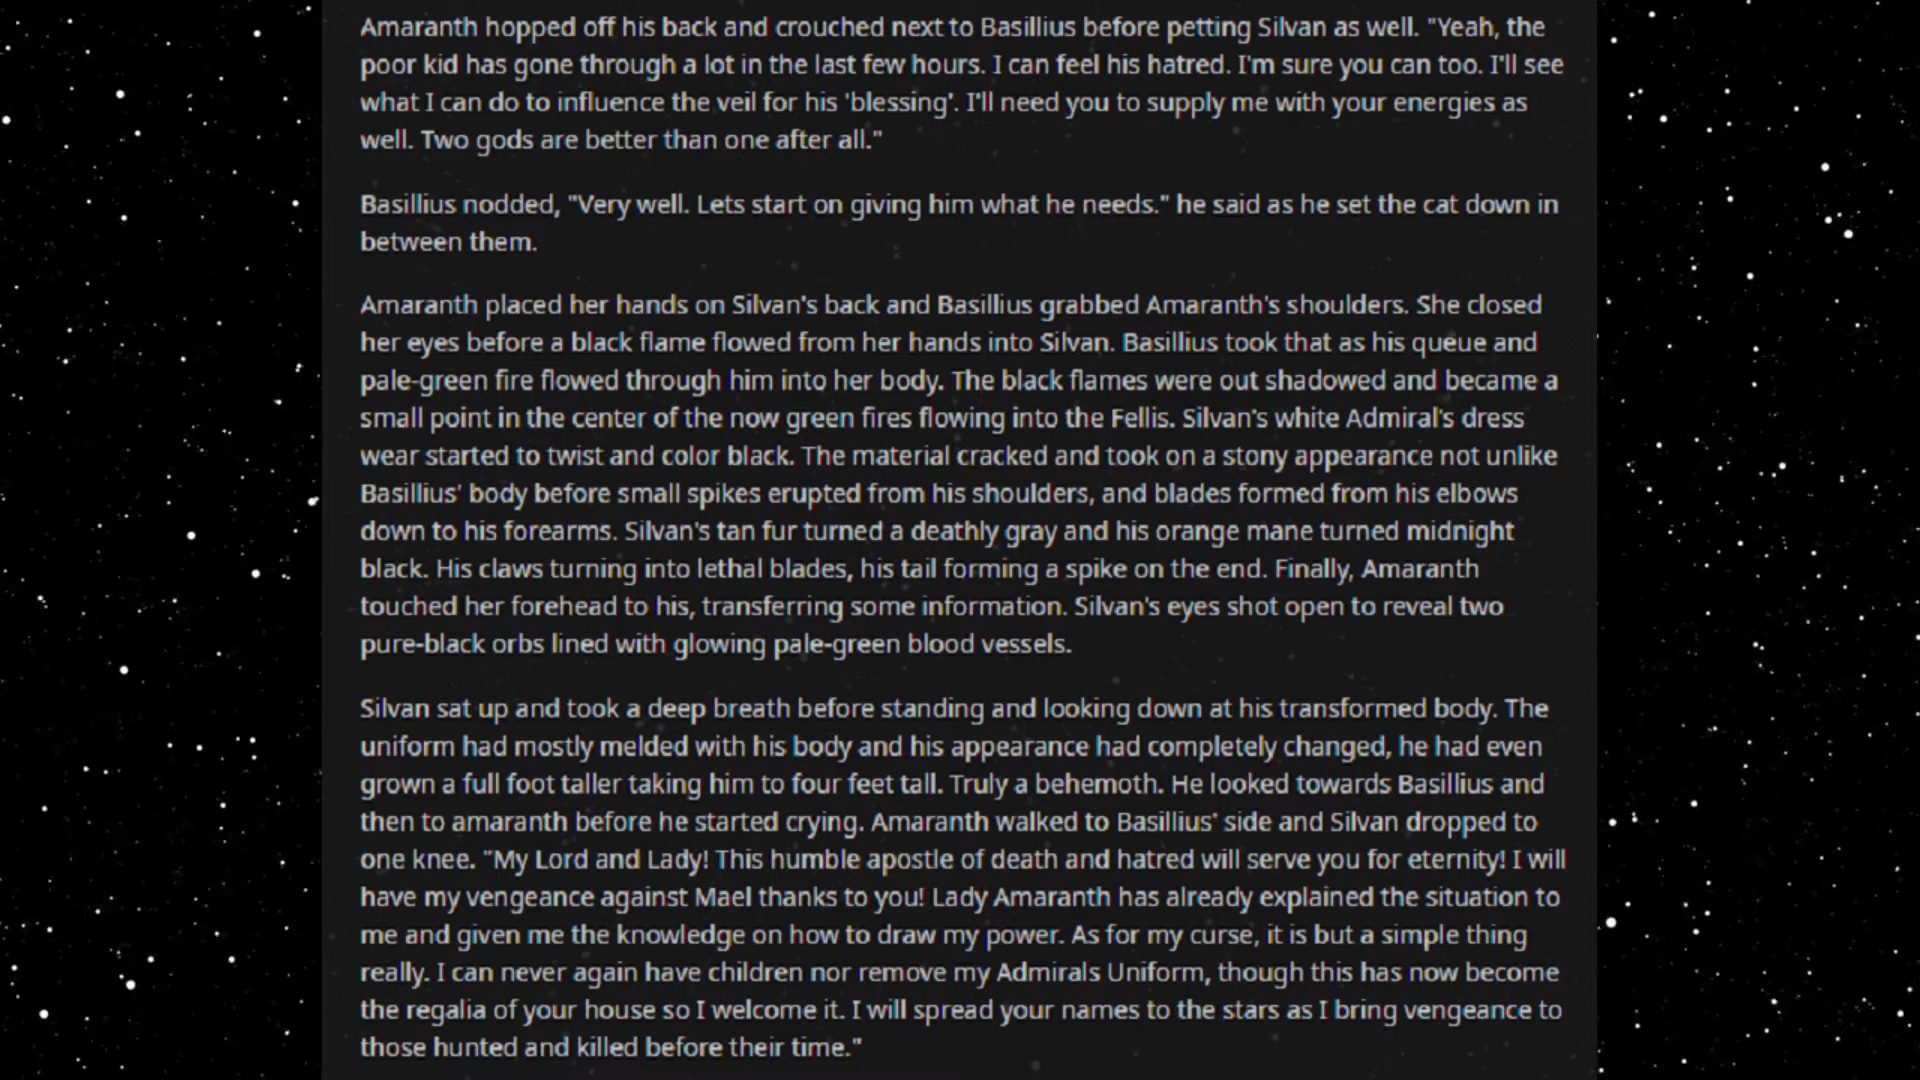 Amaranth hopped off his back and crouched next to Basillius before petting Silvan as well. "Yeah, the
poor kid has gone through a lot in the last few hours. I can feel his hatred. I'm sure you can too. I'll see
what I can do to influence the veil for his 'blessing'. I'll need you to supply me with your energies as
well. Two gods are better than one after all."
Basillius nodded, "Very well. Lets start on giving him what he needs." he said as he set the cat down in
between them.
Amaranth placed her hands on Silvan's back and Basillius grabbed Amaranth's shoulders. She closed
her eyes before a black flame flowed from her hands into Silvan. Basillius took that as his queue and
pale-green fire flowed through him into her body. The black flames were out shadowed and became a
small point in the center of the now green fires flowing into the Fellis. Silvan's white Admiral's dress
wear started to twist and color black. The material cracked and took on a stony appearance not unlike
Basillius' body before small spikes erupted from his shoulders, and blades formed from his elbows
down to his forearms. Silvan's tan fur turned a deathly gray and his orange mane turned midnight
black. His claws turning into lethal blades, his tail forming a spike on the end. Finally, Amaranth
touched her forehead to his, transferring some information. Silvan's eyes shot open to reveal two
pure-black orbs lined with glowing pale-green blood vessels.
Silvan sat up and took a deep breath before standing and looking down at his transformed body. The
uniform had mostly melded with his body and his appearance had completely changed, he had even
grown a full foot taller taking him to four feet tall. Truly a behemoth. He looked towards Basillius and
then to amaranth before he started crying. Amaranth walked to Basillius' side and Silvan dropped to
one knee. "My Lord and Lady! This humble apostle of death and hatred will serve you for eternity! I will
have my vengeance against Mael thanks to you! Lady Amaranth has already explained the situation to
me and given me the knowledge on how to draw my power. As for my curse, it is but a simple thing
really. I can never again have children nor remove my Admirals Uniform, though this has now become
the regalia of your house so I welcome it. I will spread your names to the stars as I bring vengeance to
those hunted and killed before their time."